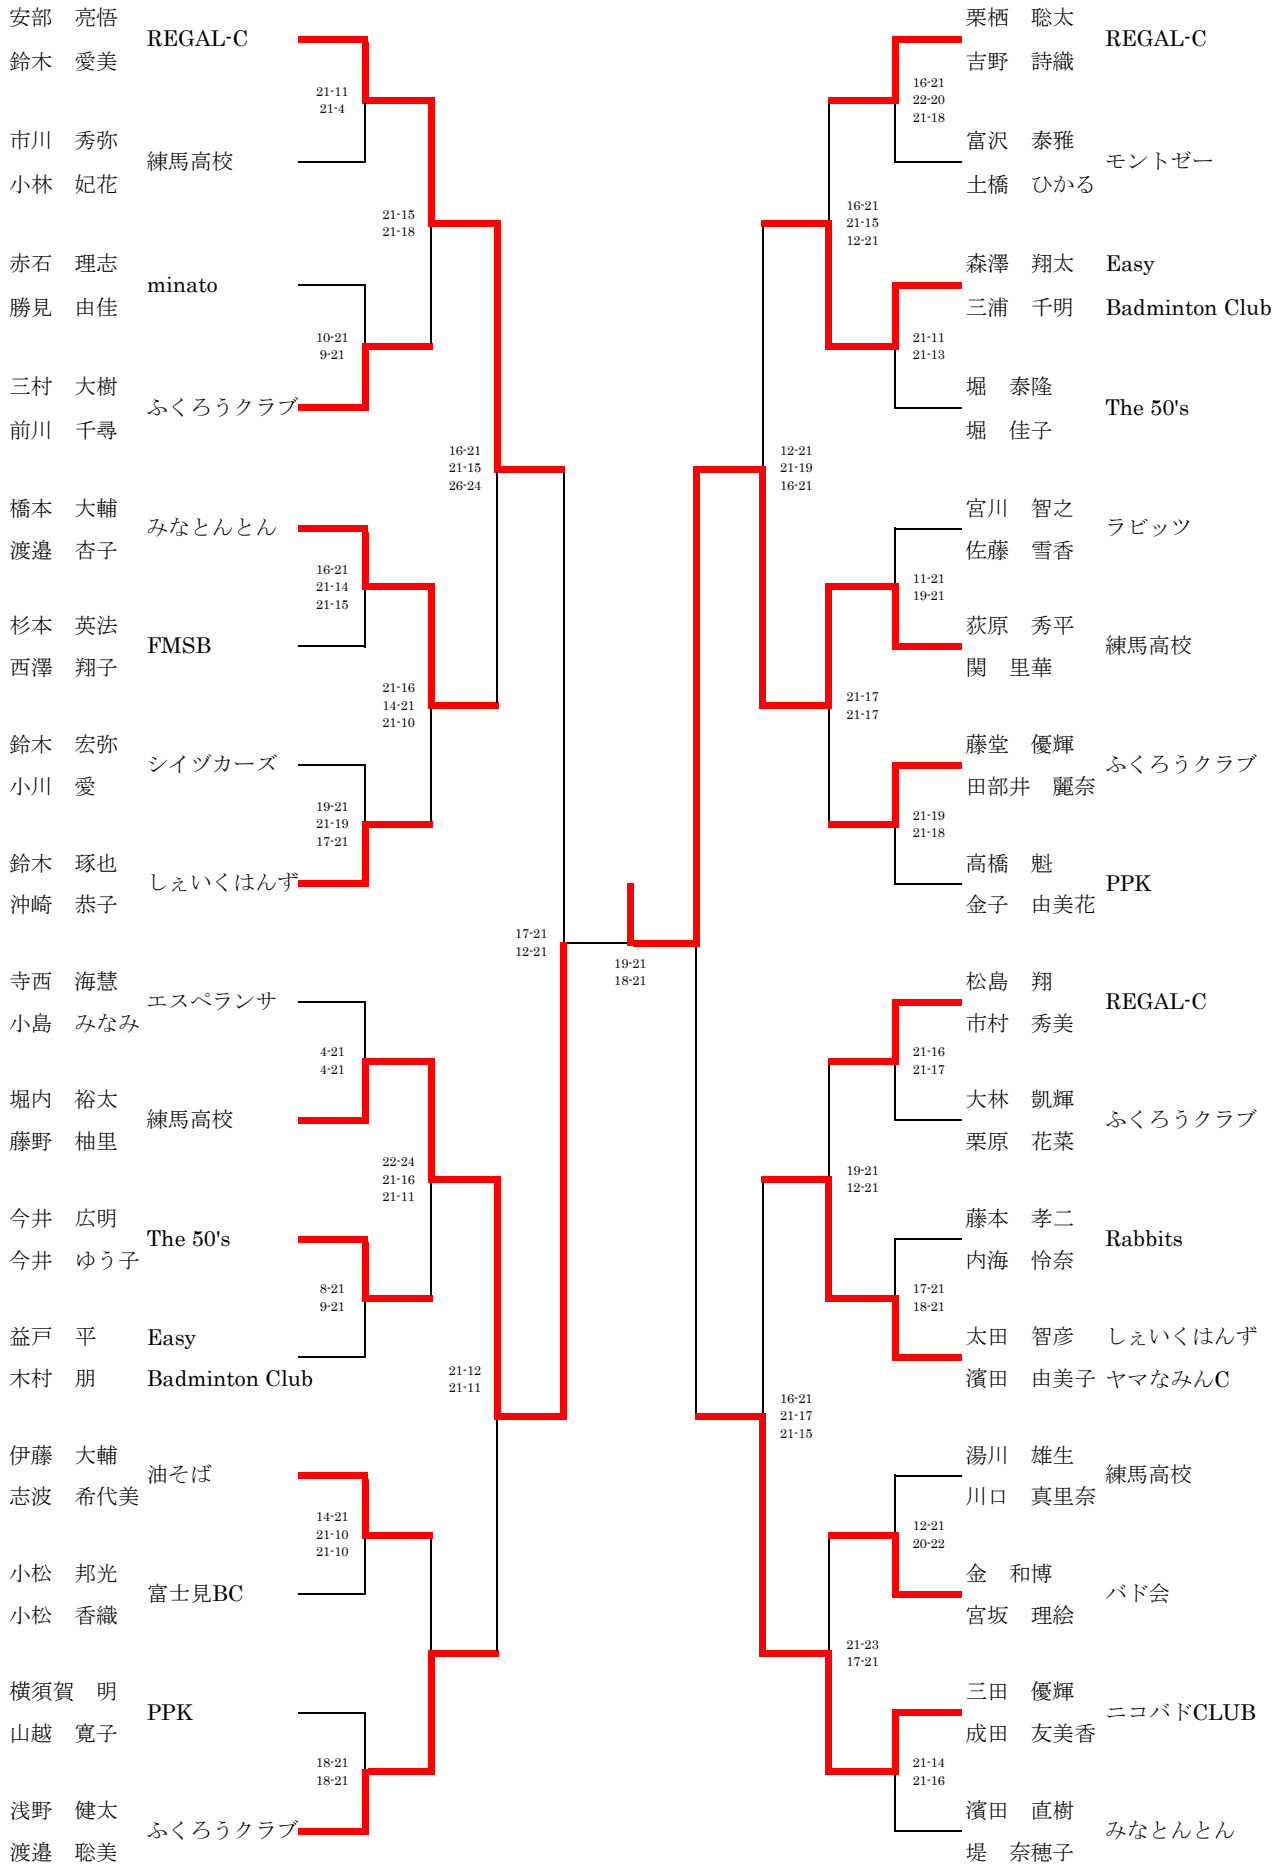 安部　亮悟
REGAL-C
鈴木　愛美
21-11
21-4
市川　秀弥
練馬高校
小林　妃花
21-15
21-18
赤石　理志
minato
勝見　由佳
10-21
9-21
三村　大樹
ふくろうクラブ
前川　千尋
16-21
21-15
26-24
橋本　大輔
みなとんとん
渡邉　杏子
16-21
21-14
21-15
杉本　英法
FMSB
西澤　翔子
21-16
14-21
21-10
鈴木　宏弥
シイヅカーズ
小川　愛
19-21
21-19
17-21
鈴木　琢也
しぇいくはんず
沖崎　恭子
17-21
12-21
寺西　海慧
エスペランサ
小島　みなみ
4-21
4-21
堀内　裕太
練馬高校
藤野　柚里
22-24
21-16
21-11
今井　広明
The 50's
今井　ゆう子
8-21
9-21
益戸　平　Easy
木村　朋　Badminton Club
21-12
21-11
伊藤　大輔
油そば
志波　希代美
14-21
21-10
21-10
小松　邦光
富士見BC
小松　香織
横須賀　明
PPK
山越　寛子
18-21
18-21
浅野　健太
ふくろうクラブ
渡邉　聡美
19-21
18-21
栗栖　聡太
REGAL-C
吉野　詩織
16-21
22-20
21-18
富沢　泰雅
モントゼー
土橋　ひかる
16-21
21-15
12-21
森澤　翔太　Easy
三浦　千明　Badminton Club
21-11
21-13
堀　泰隆
The 50's
堀　佳子
12-21
21-19
16-21
宮川　智之
ラビッツ
佐藤　雪香
11-21
19-21
荻原　秀平
練馬高校
関　里華
21-17
21-17
藤堂　優輝
ふくろうクラブ
田部井　麗奈
21-19
21-18
高橋　魁
PPK
金子　由美花
松島　翔
REGAL-C
市村　秀美
21-16
21-17
大林　凱輝
ふくろうクラブ
栗原　花菜
19-21
12-21
藤本　孝二
Rabbits
内海　怜奈
17-21
18-21
太田　智彦　しぇいくはんず
濱田　由美子　ヤマなみんC
16-21
21-17
21-15
湯川　雄生
練馬高校
川口　真里奈
12-21
20-22
金　和博
バド会
宮坂　理絵
21-23
17-21
三田　優輝
ニコバドCLUB
成田　友美香
21-14
21-16
濱田　直樹
みなとんとん
堤　奈穂子